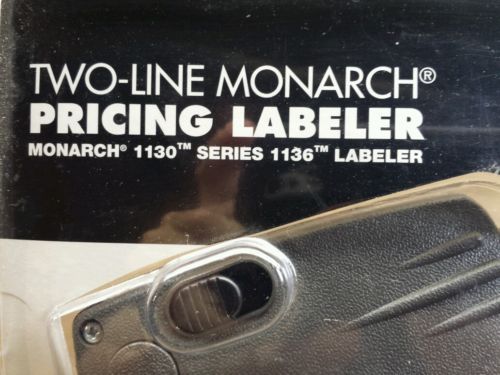 TWO-LINE MONARCH®
PRICING LABELER
MONARCH® 1130™ SERIES 1136™ LABELER